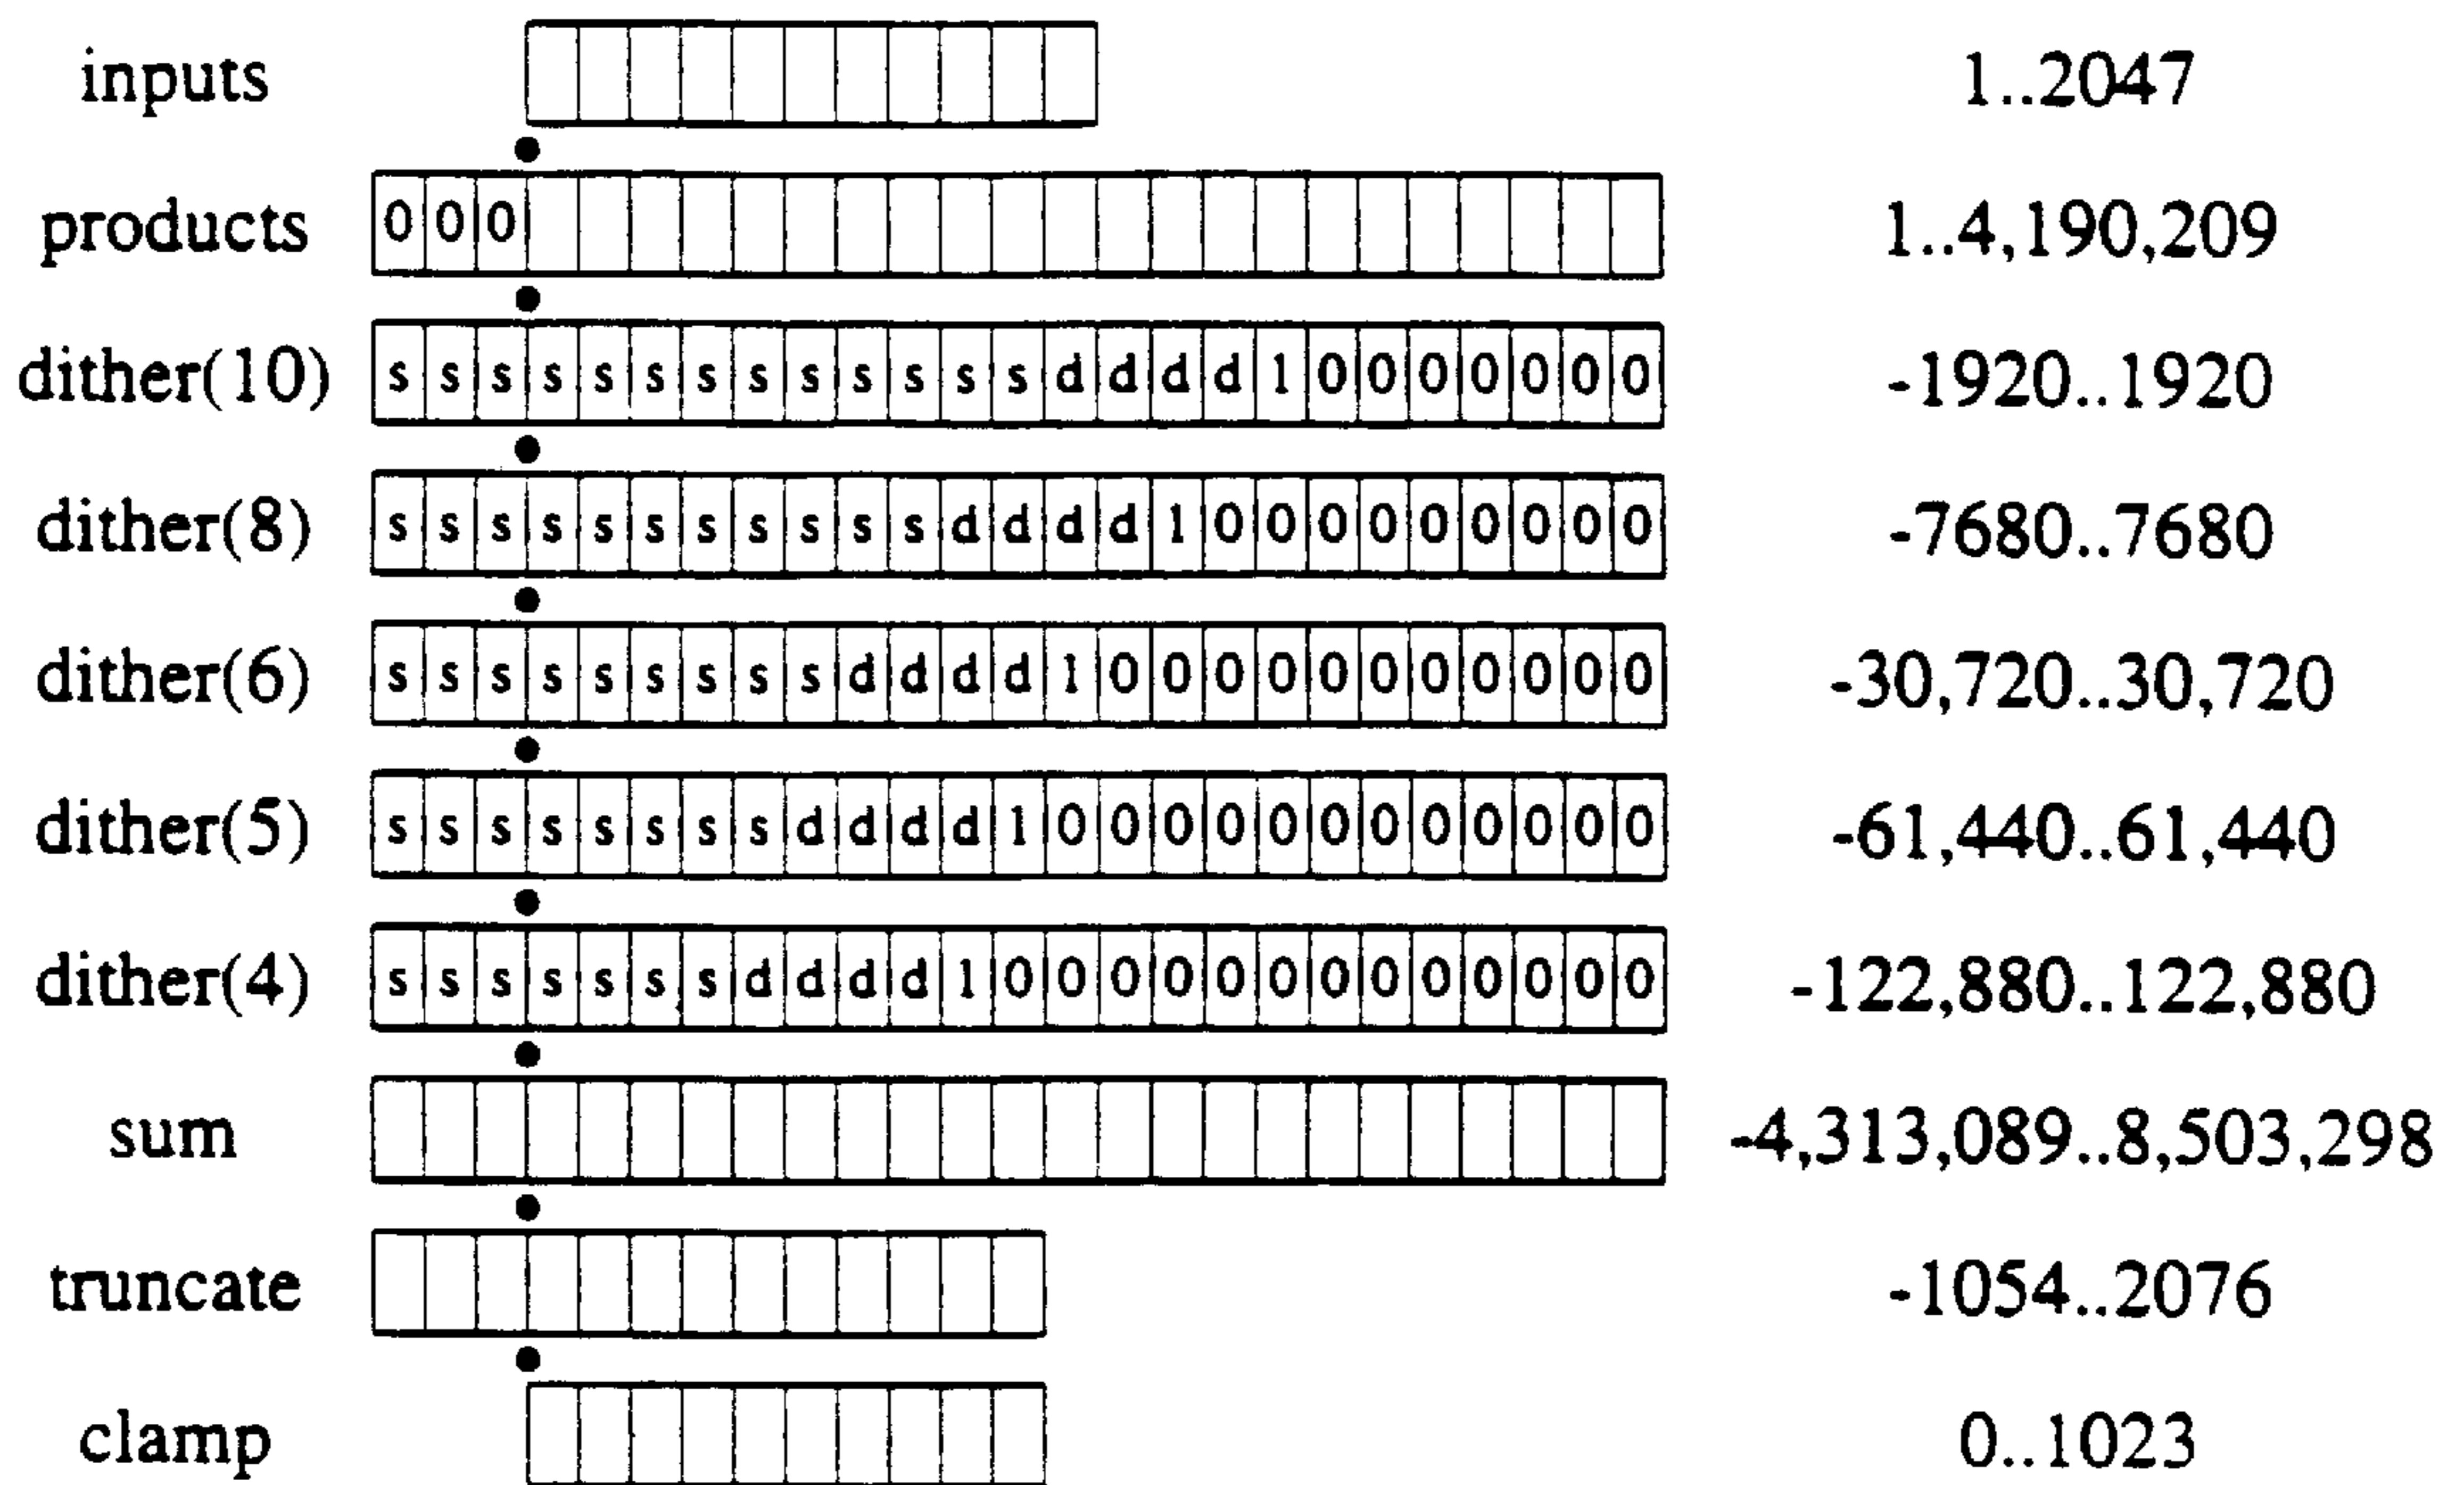 inputs 1..2047
products 0 0 0 1..4,190,209
dither(10) s s s s s s s s s s s s s d d d d 1 0 0 0 0 0 0 0 -1920..1920
dither(8) s s s s s s s s s s s d d d d 1 0 0 0 0 0 0 0 0 0 -7680..7680
dither(6) s s s s s s s s s d d d d 1 0 0 0 0 0 0 0 0 0 0 0 -30,720..30,720
dither(5) s s s s s s s s d d d d 1 0 0 0 0 0 0 0 0 0 0 0 0 -61,440..61,440
dither(4) s s s s s s s d d d d 1 0 0 0 0 0 0 0 0 0 0 0 0 0 -122,880..122,880
sum -4,313,089..8,503,298
truncate -1054..2076
clamp 0..1023